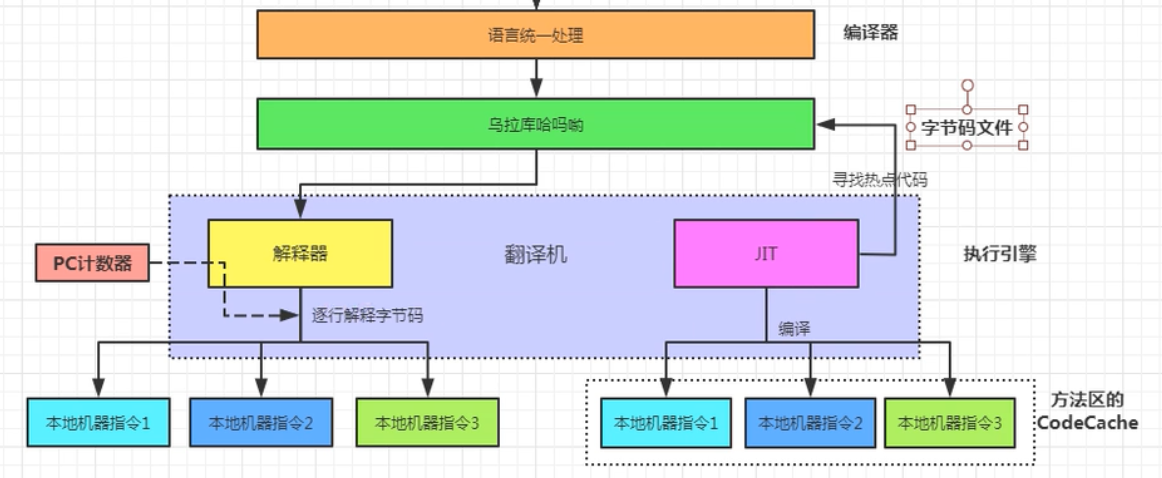 语言统一处理
编译器
乌拉库哈吗呦
字节码文件
寻找热点代码
解释器
翻译机
JIT
执行引擎
PC计数器
逐行解释字节码
编译
本地机器指令1
本地机器指令2
本地机器指令3
本地机器指令1
本地机器指令2
本地机器指令3
方法区的
CodeCache